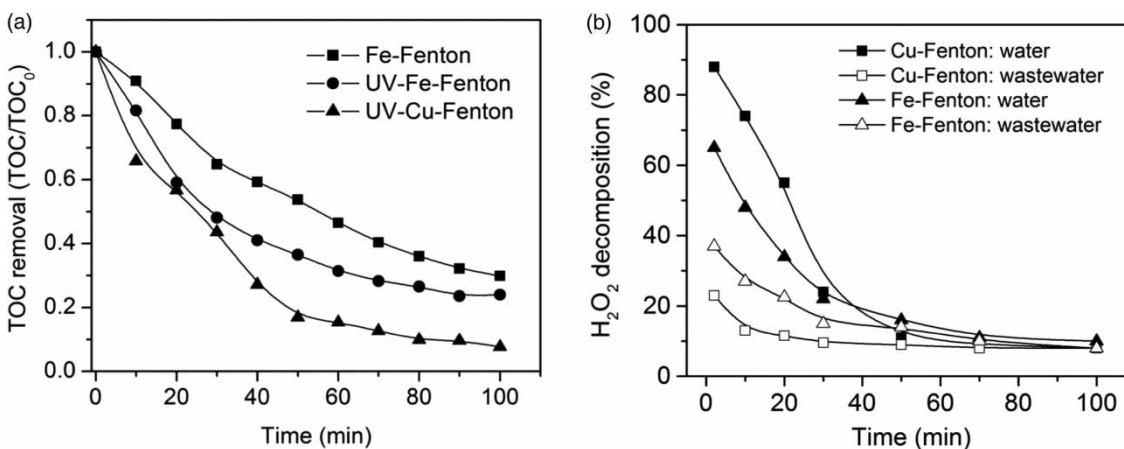 (a)
TOC removal (TOC/TOC₀)
1.0
0.8
0.6
0.4
0.2
0.0
0
20
40
60
80
100
Time (min)
Fe-Fenton
UV-Fe-Fenton
UV-Cu-Fenton
(b)
H₂O₂ decomposition (%)
100
80
60
40
20
0
0
20
40
60
80
100
Time (min)
Cu-Fenton: water
Cu-Fenton: wastewater
Fe-Fenton: water
Fe-Fenton: wastewater